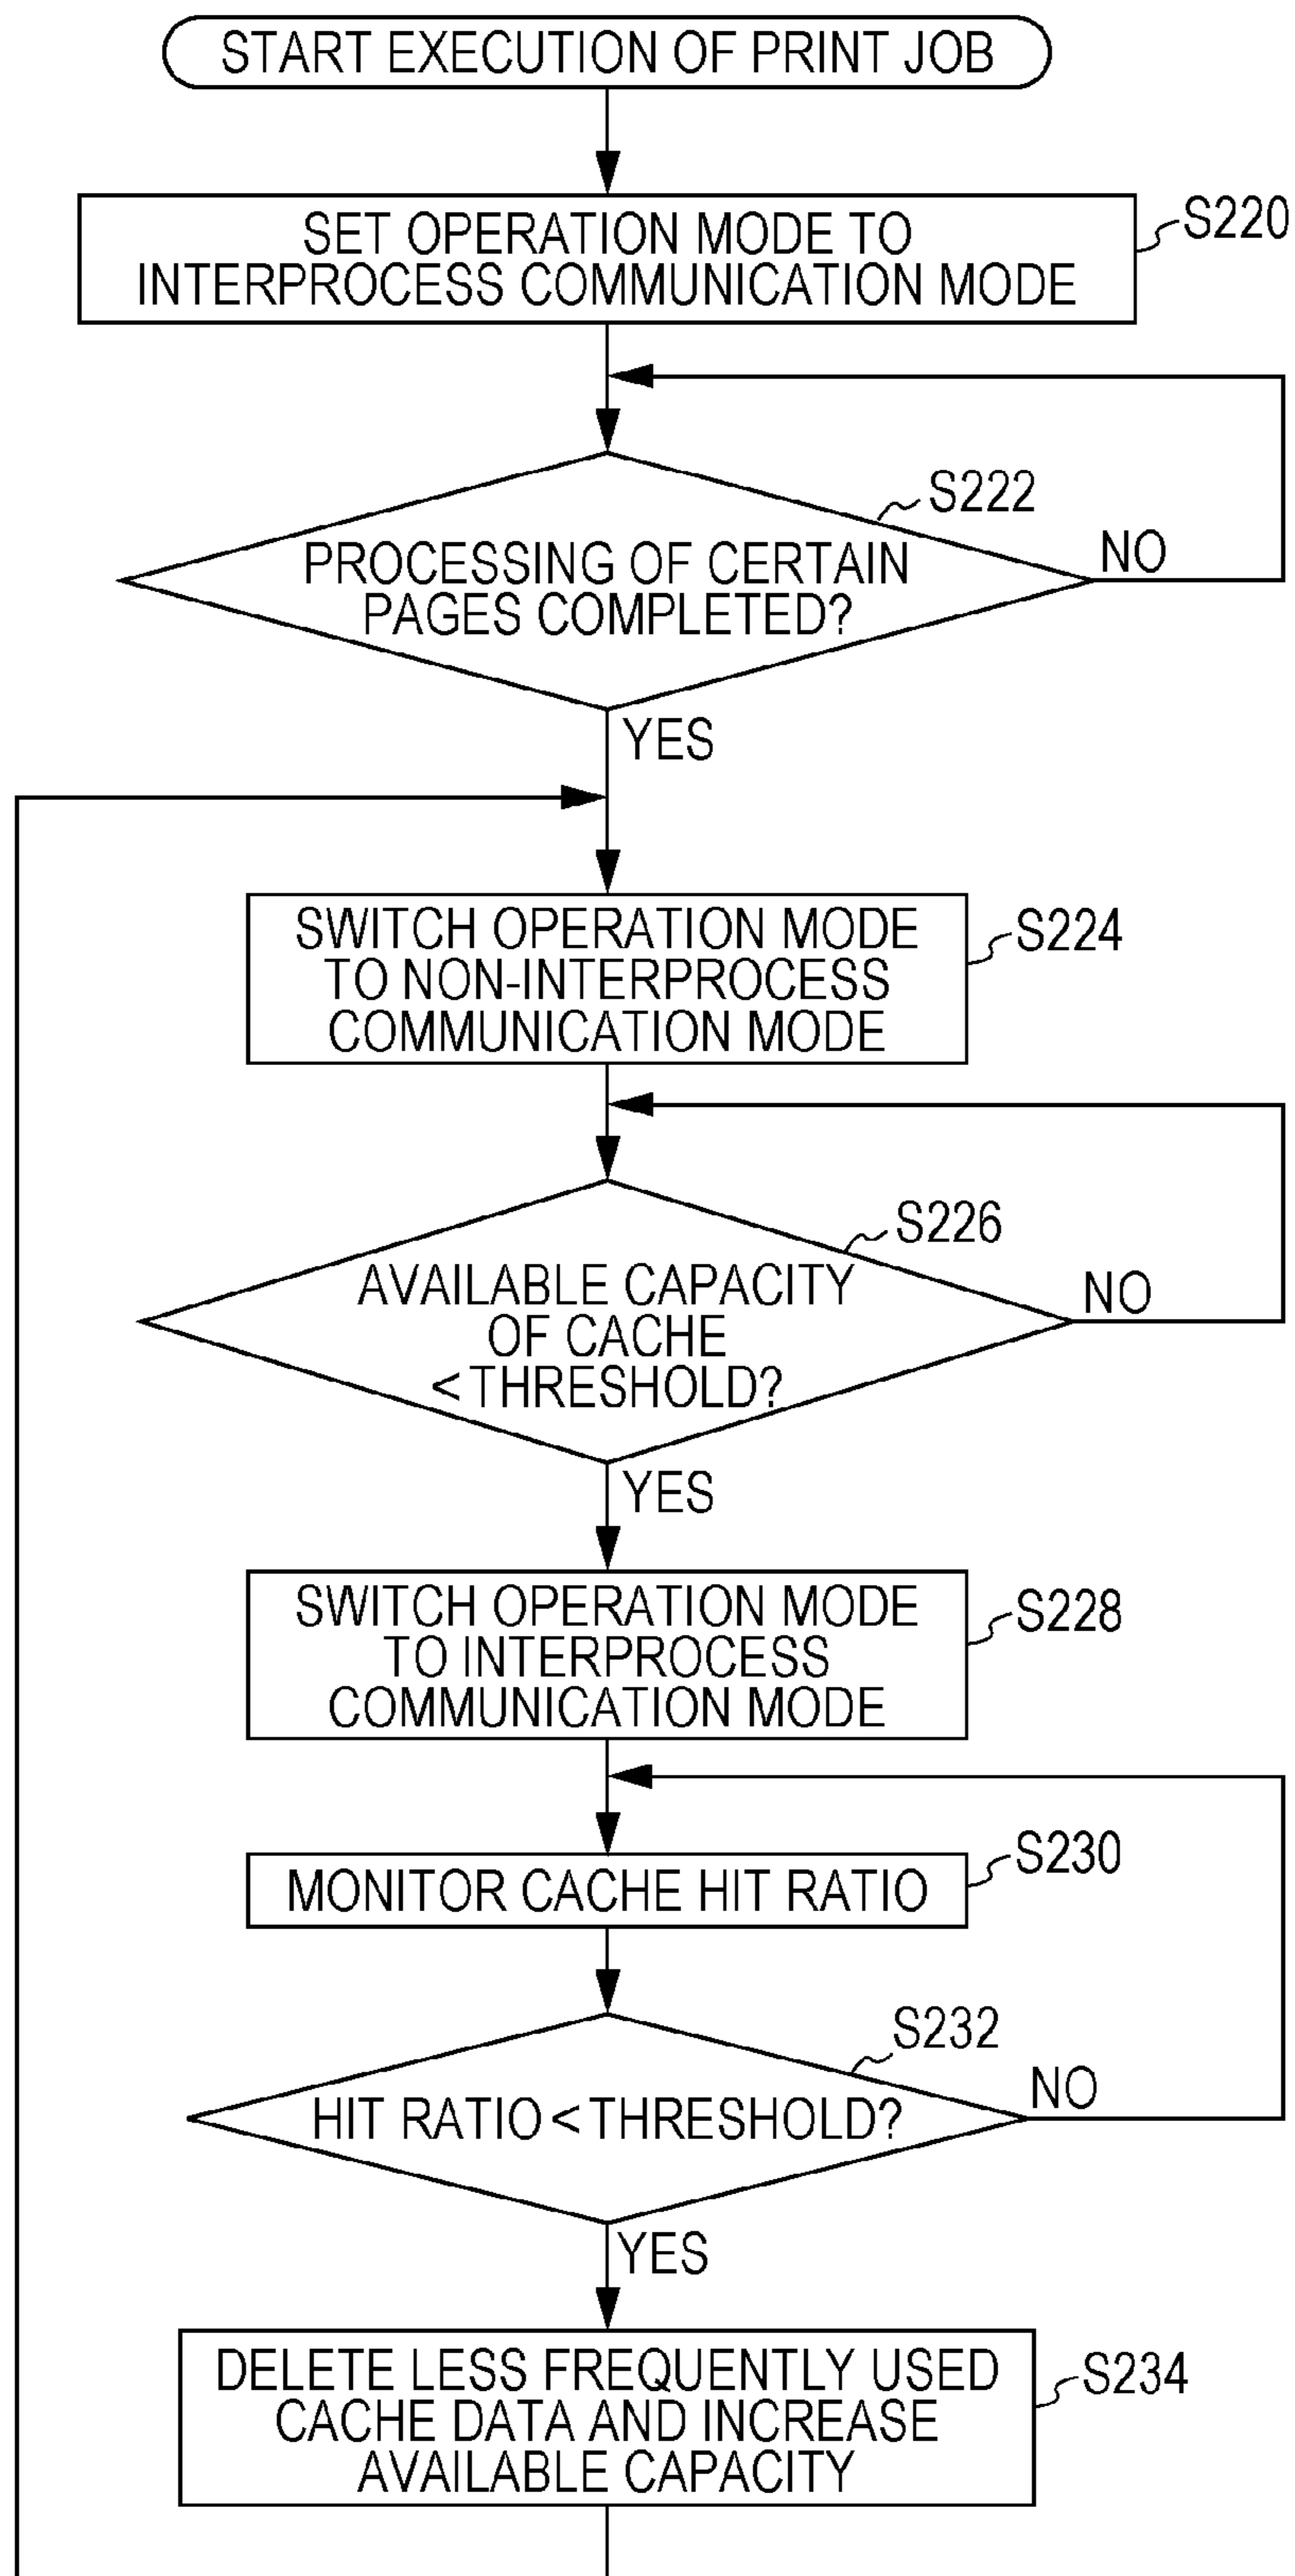 START EXECUTION OF PRINT JOB
SET OPERATION MODE TO
INTERPROCESS COMMUNICATION MODE
S220
S222
PROCESSING OF CERTAIN
PAGES COMPLETED?
NO
YES
SWITCH OPERATION MODE
TO NON-INTERPROCESS
COMMUNICATION MODE
S224
S226
AVAILABLE CAPACITY
OF CACHE
< THRESHOLD?
NO
YES
SWITCH OPERATION MODE
TO INTERPROCESS
COMMUNICATION MODE
S228
MONITOR CACHE HIT RATIO
S230
S232
HIT RATIO < THRESHOLD?
NO
YES
DELETE LESS FREQUENTLY USED
CACHE DATA AND INCREASE
AVAILABLE CAPACITY
S234